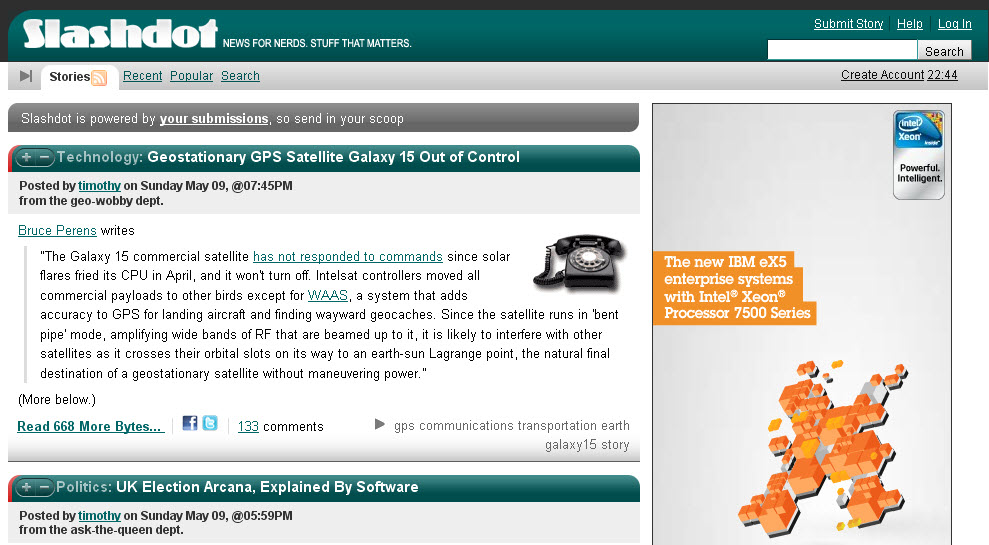 Slashdot NEWS FOR NERDS. STUFF THAT MATTERS.
Submit Story Help Log In
Search
Stories Recent Popular Search
Create Account 22:44
Slashdot is powered by your submissions, so send in your scoop
Technology: Geostationary GPS Satellite Galaxy 15 Out of Control
Posted by timothy on Sunday May 09, @07:45PM
from the geo-wobby dept.
Bruce Perens writes
"The Galaxy 15 commercial satellite has not responded to commands since solar
flares fried its CPU in April, and it won't turn off. Intelsat controllers moved all
commercial payloads to other birds except for WAAS, a system that adds
accuracy to GPS for landing aircraft and finding wayward geocaches. Since the satellite runs in 'bent
pipe' mode, amplifying wide bands of RF that are beamed up to it, it is likely to interfere with other
satellites as it crosses their orbital slots on its way to an earth-sun Lagrange point, the natural final
destination of a geostationary satellite without maneuvering power."
(More below.)
Read 668 More Bytes...
133 comments
gps communications transportation earth
galaxy15 story
Politics: UK Election Arcana, Explained By Software
Posted by timothy on Sunday May 09, @05:59PM
from the ask-the-queen dept.
intel
Xeon
inside
Powerful.
Intelligent.
The new IBM eX5
enterprise systems
with Intel® Xeon®
Processor 7500 Series